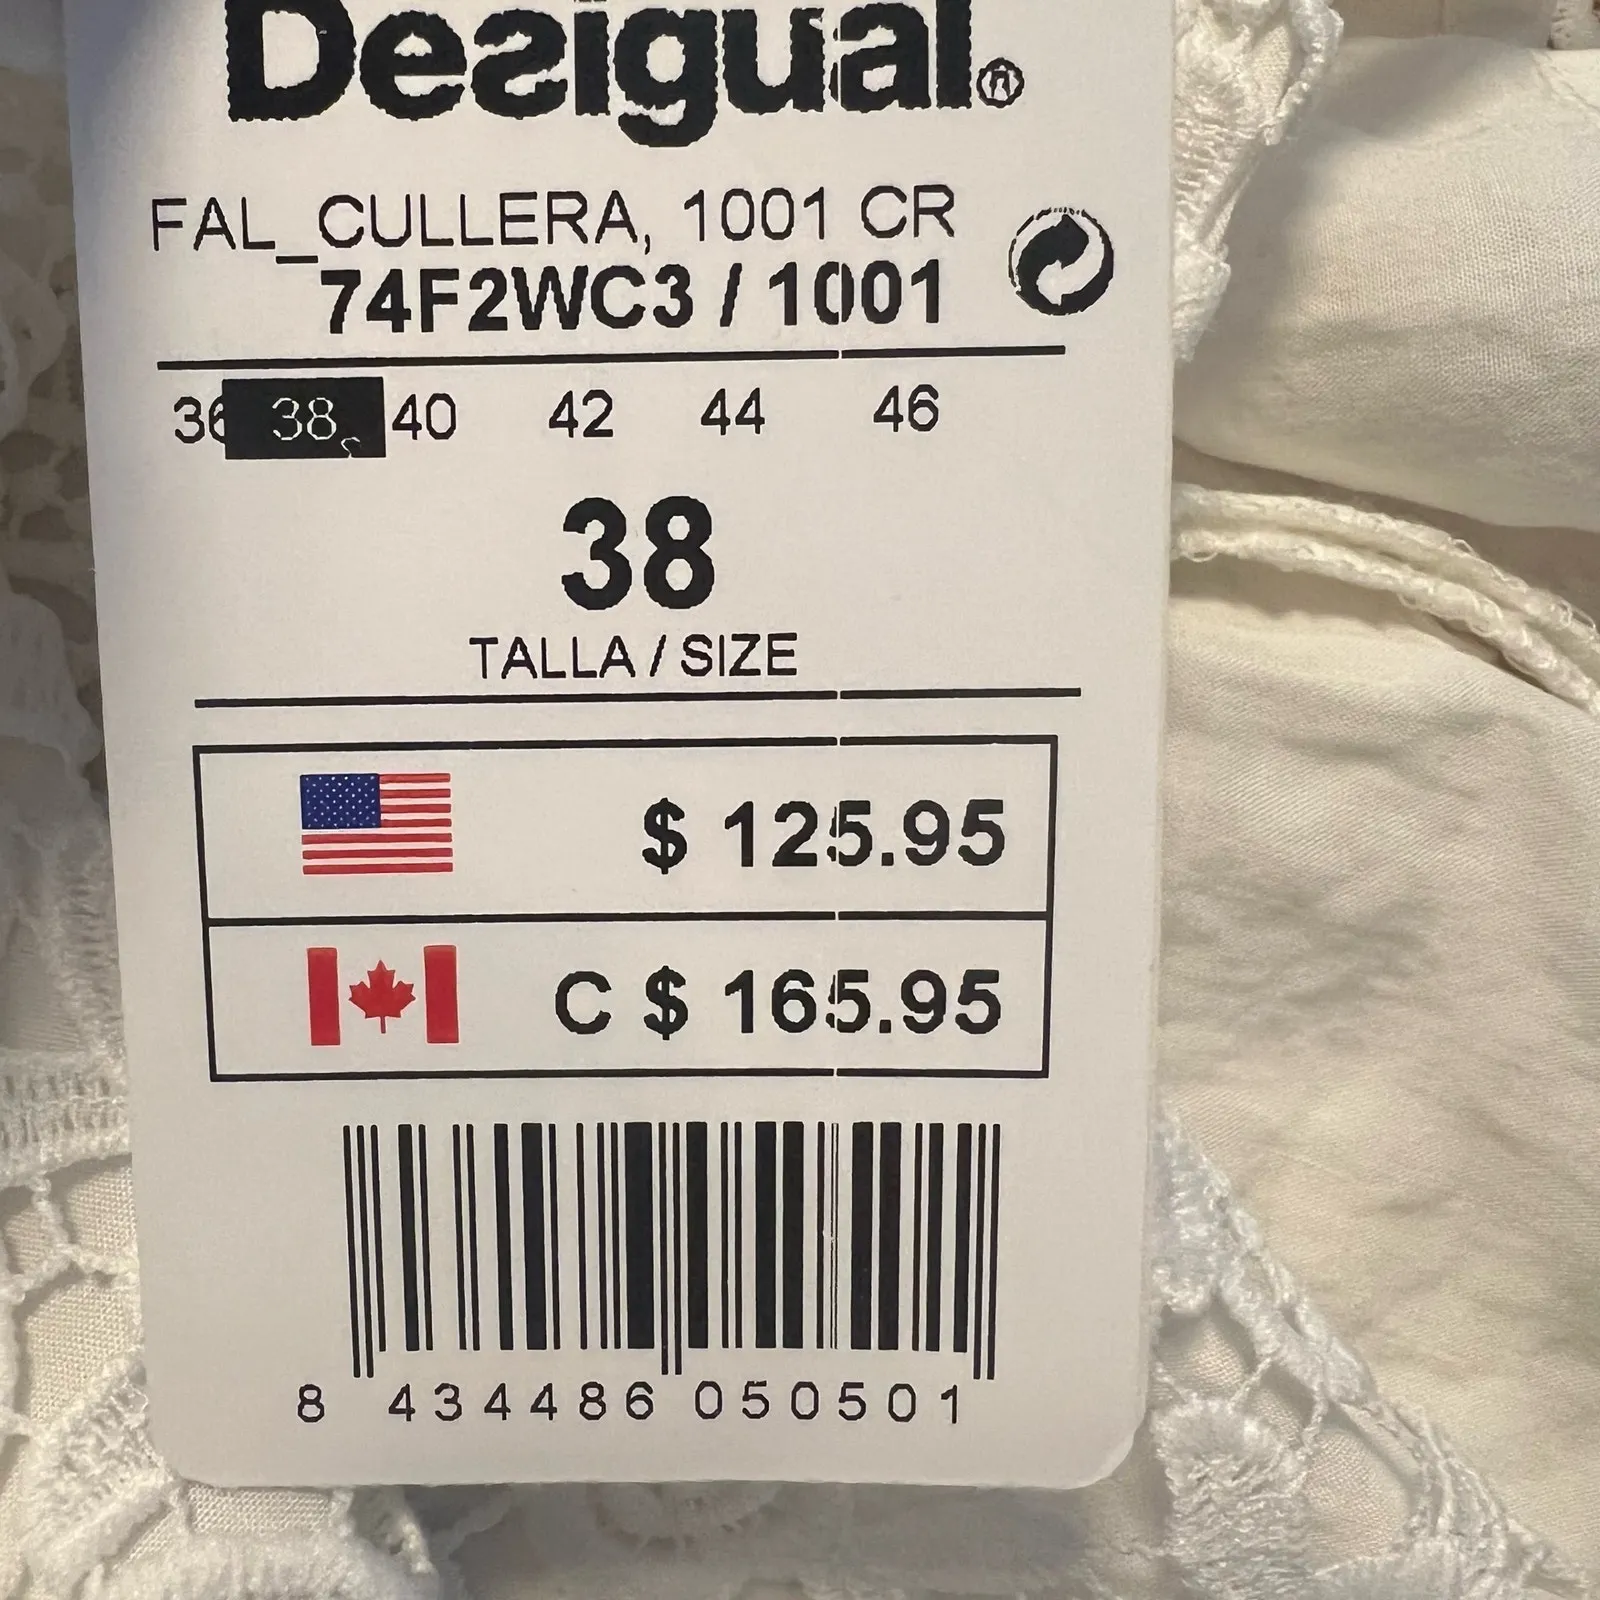 Desigual®
FAL_CULLERA, 1001 CR
74F2WC3 / 1001
36 38 40 42 44 46
38
TALLA / SIZE
$ 125.95
C $ 165.95
8 434486 050501